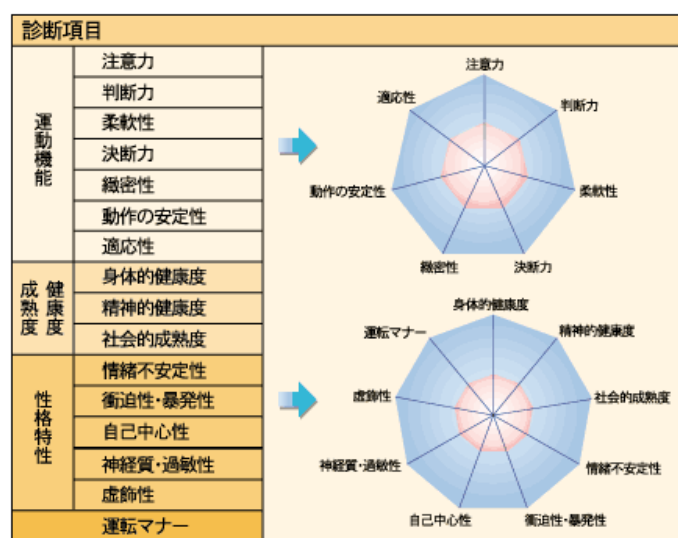 診断項目
運動機能
注意力
判断力
柔軟性
決断力
緻密性
動作の安定性
適応性
健康度
成熟度
身体的健康度
精神的健康度
社会的成熟度
性格特性
情緒不安定性
衝迫性・暴発性
自己中心性
神経質・過敏性
虚飾性
運転マナー
注意力
判断力
柔軟性
決断力
緻密性
動作の安定性
適応性
身体的健康度
精神的健康度
社会的成熟度
情緒不安定性
衝迫性・暴発性
自己中心性
神経質・過敏性
虚飾性
運転マナー